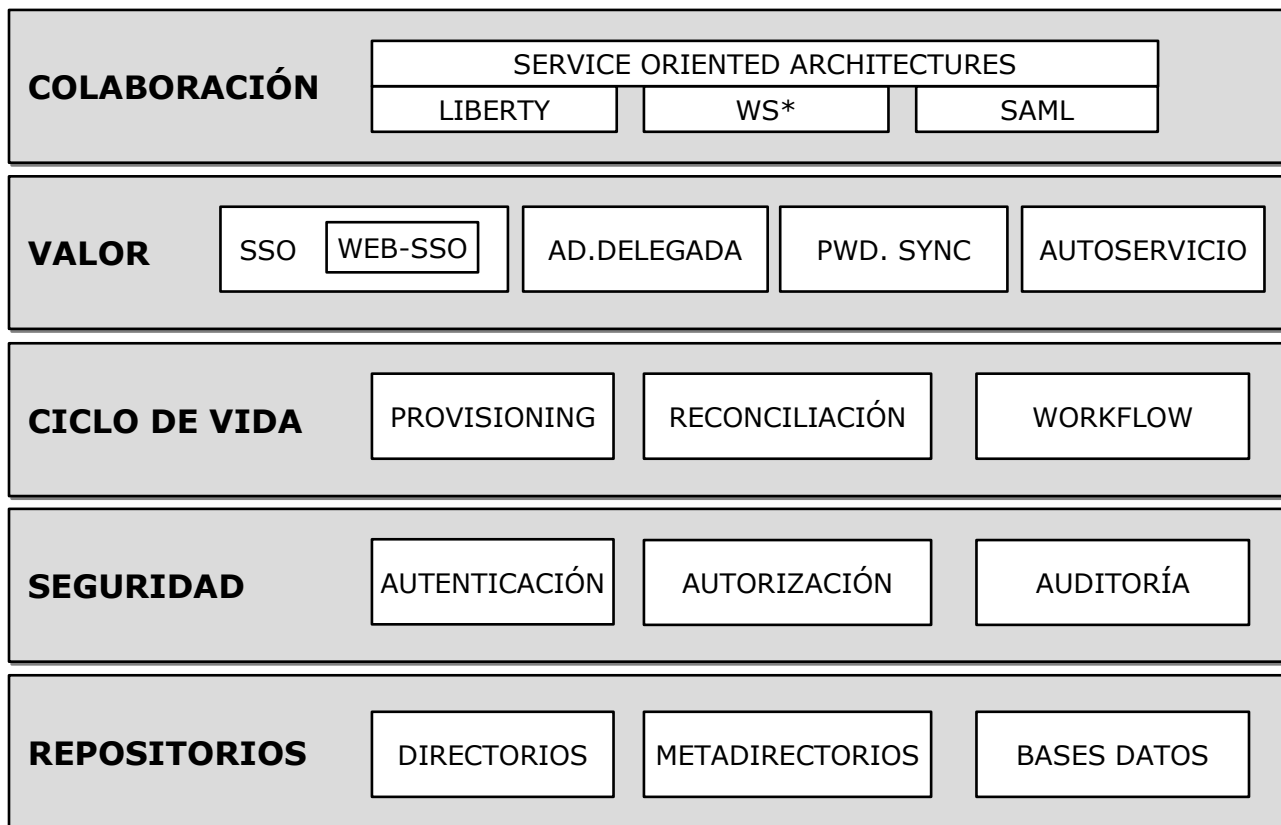 COLABORACIÓN
SERVICE ORIENTED ARCHITECTURES
LIBERTY WS* SAML
VALOR
SSO WEB-SSO AD.DELEGADA PWD. SYNC AUTOSERVICIO
CICLO DE VIDA
PROVISIONING RECONCILIACIÓN WORKFLOW
SEGURIDAD
AUTENTICACIÓN AUTORIZACIÓN AUDITORÍA
REPOSITORIOS
DIRECTORIOS METADIRECTORIOS BASES DATOS